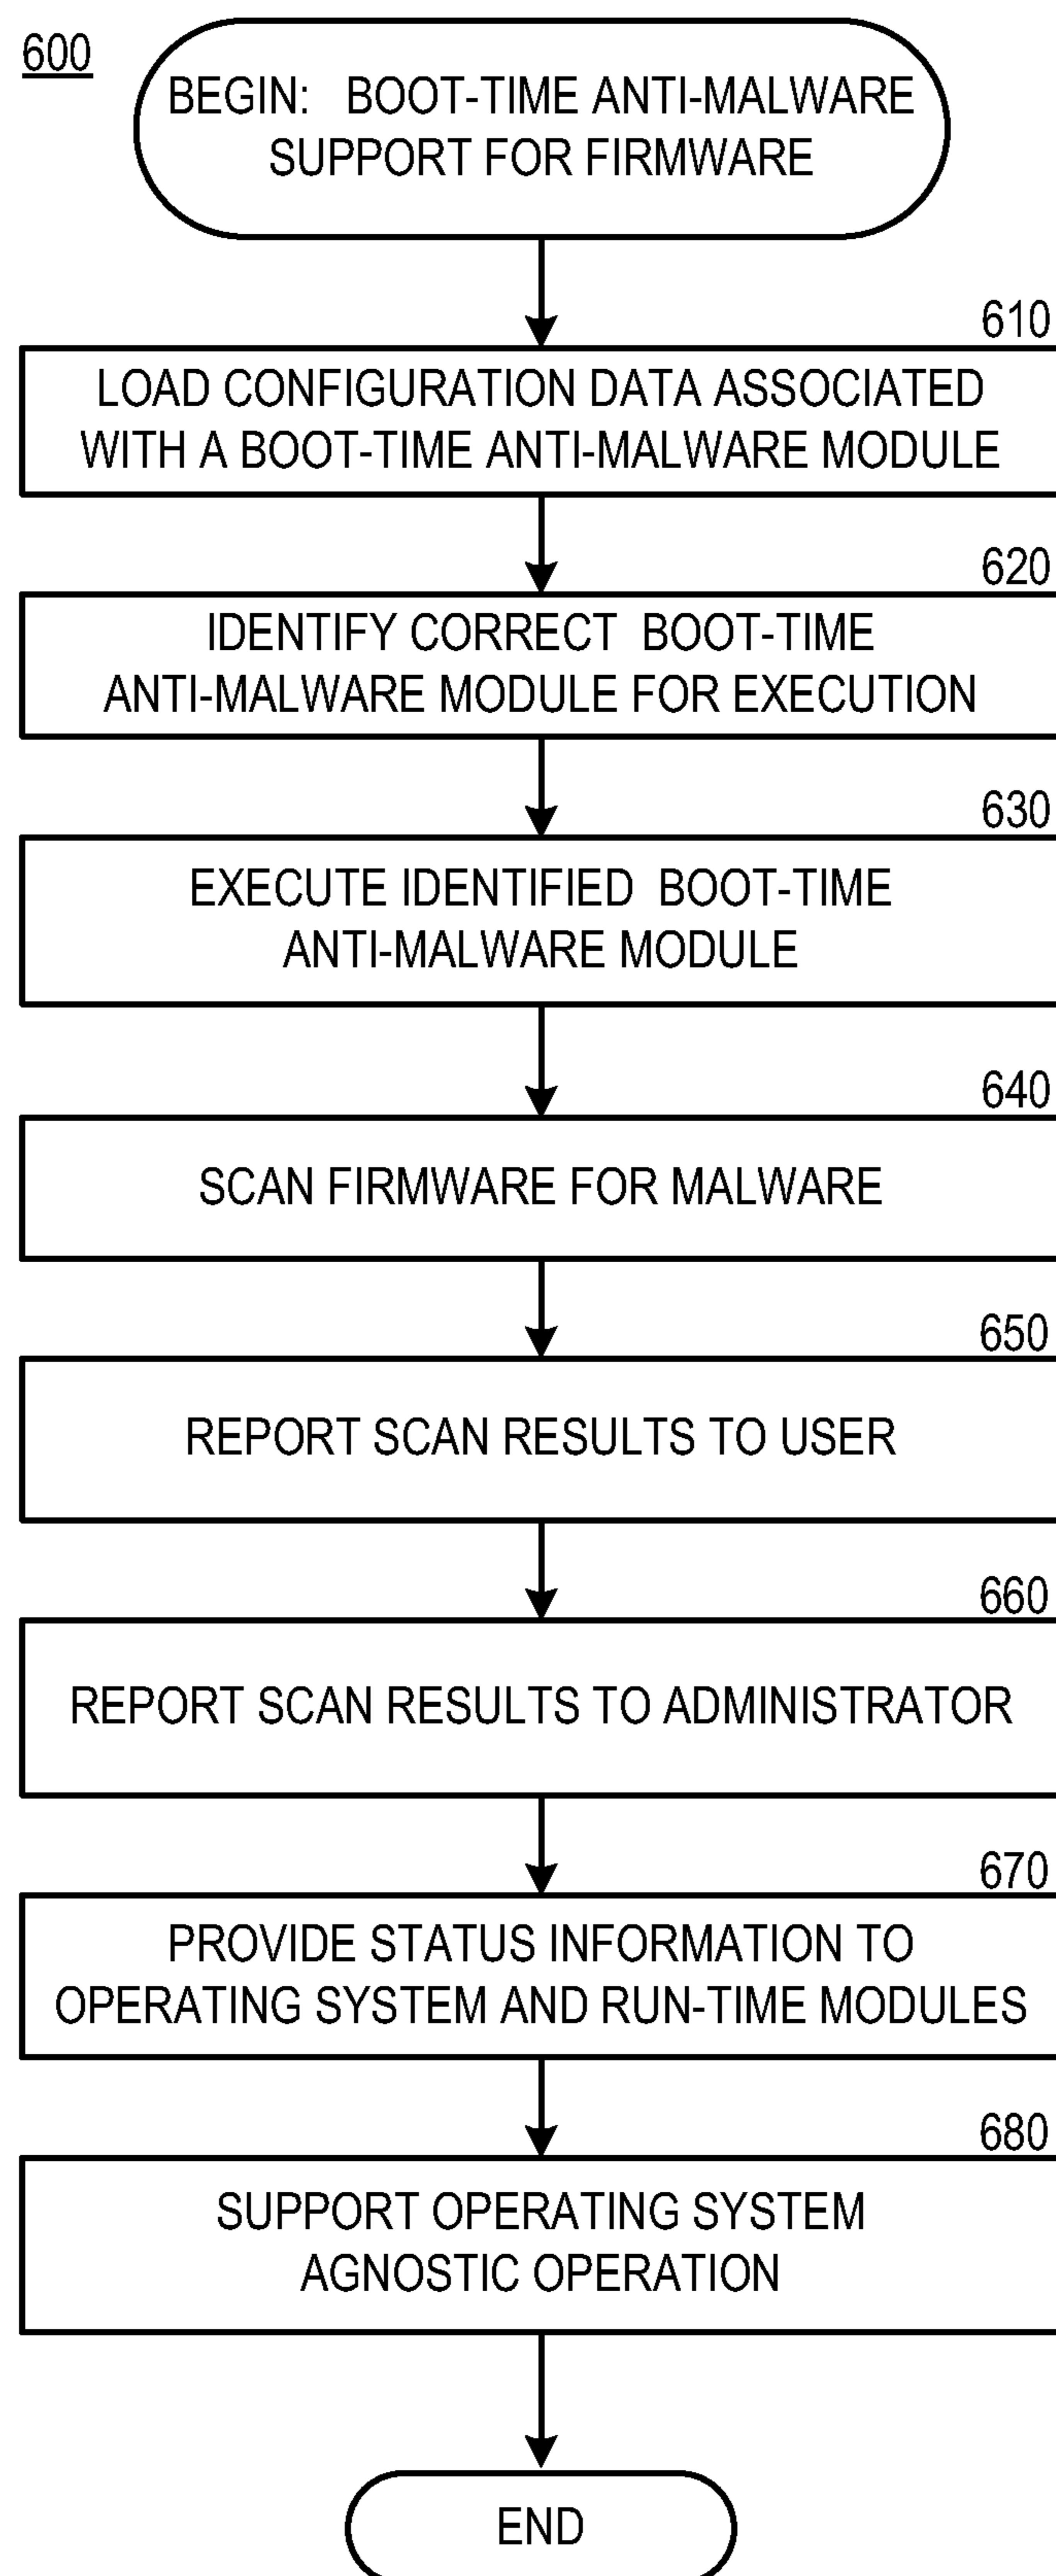 600
BEGIN: BOOT-TIME ANTI-MALWARE
SUPPORT FOR FIRMWARE
610
LOAD CONFIGURATION DATA ASSOCIATED
WITH A BOOT-TIME ANTI-MALWARE MODULE
620
IDENTIFY CORRECT BOOT-TIME
ANTI-MALWARE MODULE FOR EXECUTION
630
EXECUTE IDENTIFIED BOOT-TIME
ANTI-MALWARE MODULE
640
SCAN FIRMWARE FOR MALWARE
650
REPORT SCAN RESULTS TO USER
660
REPORT SCAN RESULTS TO ADMINISTRATOR
670
PROVIDE STATUS INFORMATION TO
OPERATING SYSTEM AND RUN-TIME MODULES
680
SUPPORT OPERATING SYSTEM
AGNOSTIC OPERATION
END